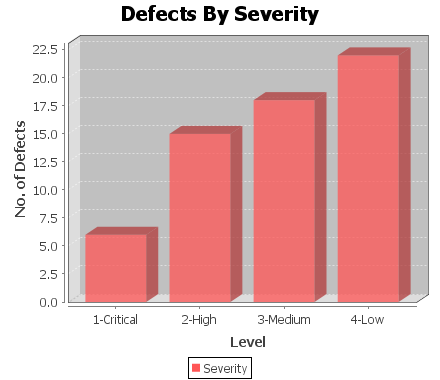 Defects By Severity
No. of Defects
22.5
20.0
17.5
15.0
12.5
10.0
7.5
5.0
2.5
0.0
1-Critical 2-High 3-Medium 4-Low
Level
Severity